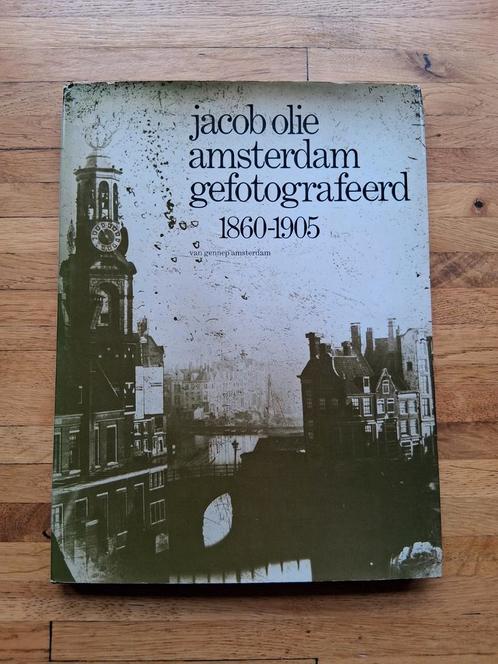 jacob olie
amsterdam
gefotografeerd
1860-1905
van gennep amsterdam